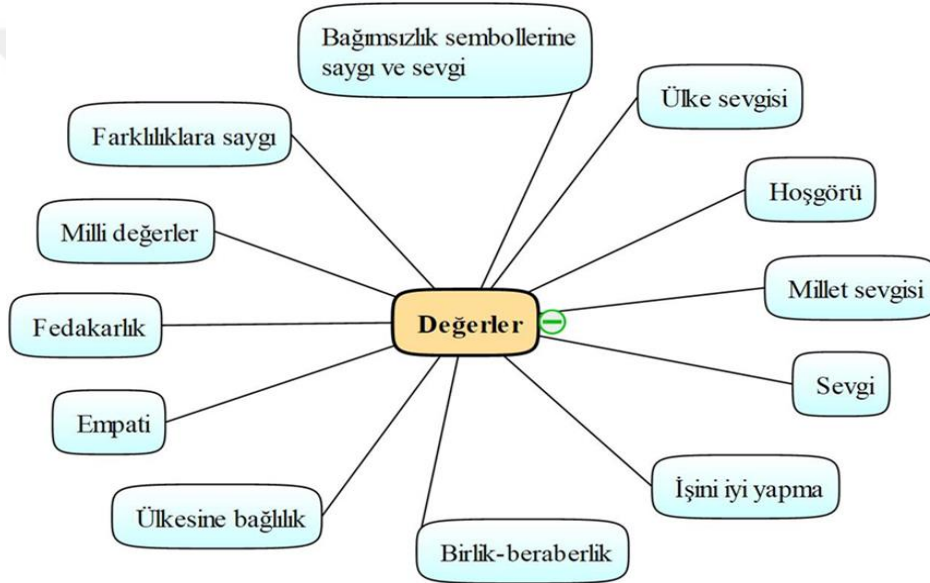 Bağımsızlık sembollerine
saygı ve sevgi
Ülke sevgisi
Farklılıklara saygı
Hoşgörü
Milli değerler
Millet sevgisi
Değerler
Fedakarlık
Sevgi
Empati
İşini iyi yapma
Ülkesine bağlılık
Birlik-beraberlik